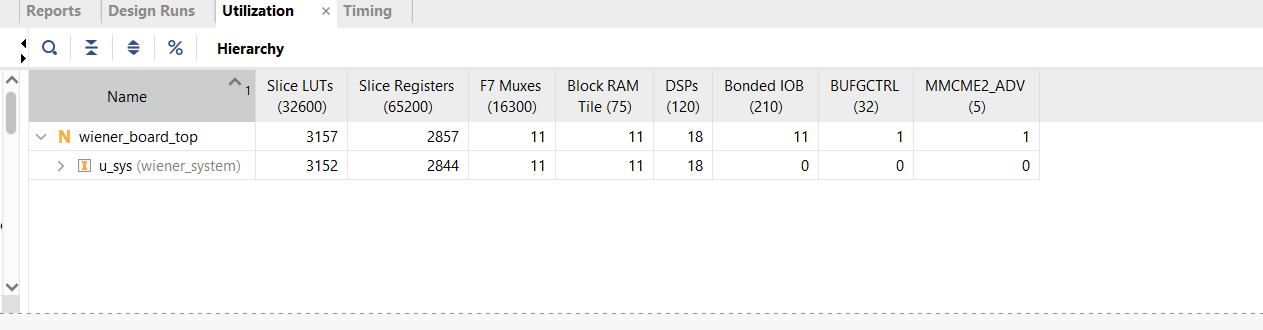 Reports Design Runs Utilization × Timing
% Hierarchy
Name 1 Slice LUTs (32600) Slice Registers (65200) F7 Muxes (16300) Block RAM Tile (75) DSPs (120) Bonded IOB (210) BUFGCTRL (32) MMCME2_ADV (5)
N wiener_board_top 3157 2857 11 11 18 11 1 1
I u_sys (wiener_system) 3152 2844 11 11 18 0 0 0